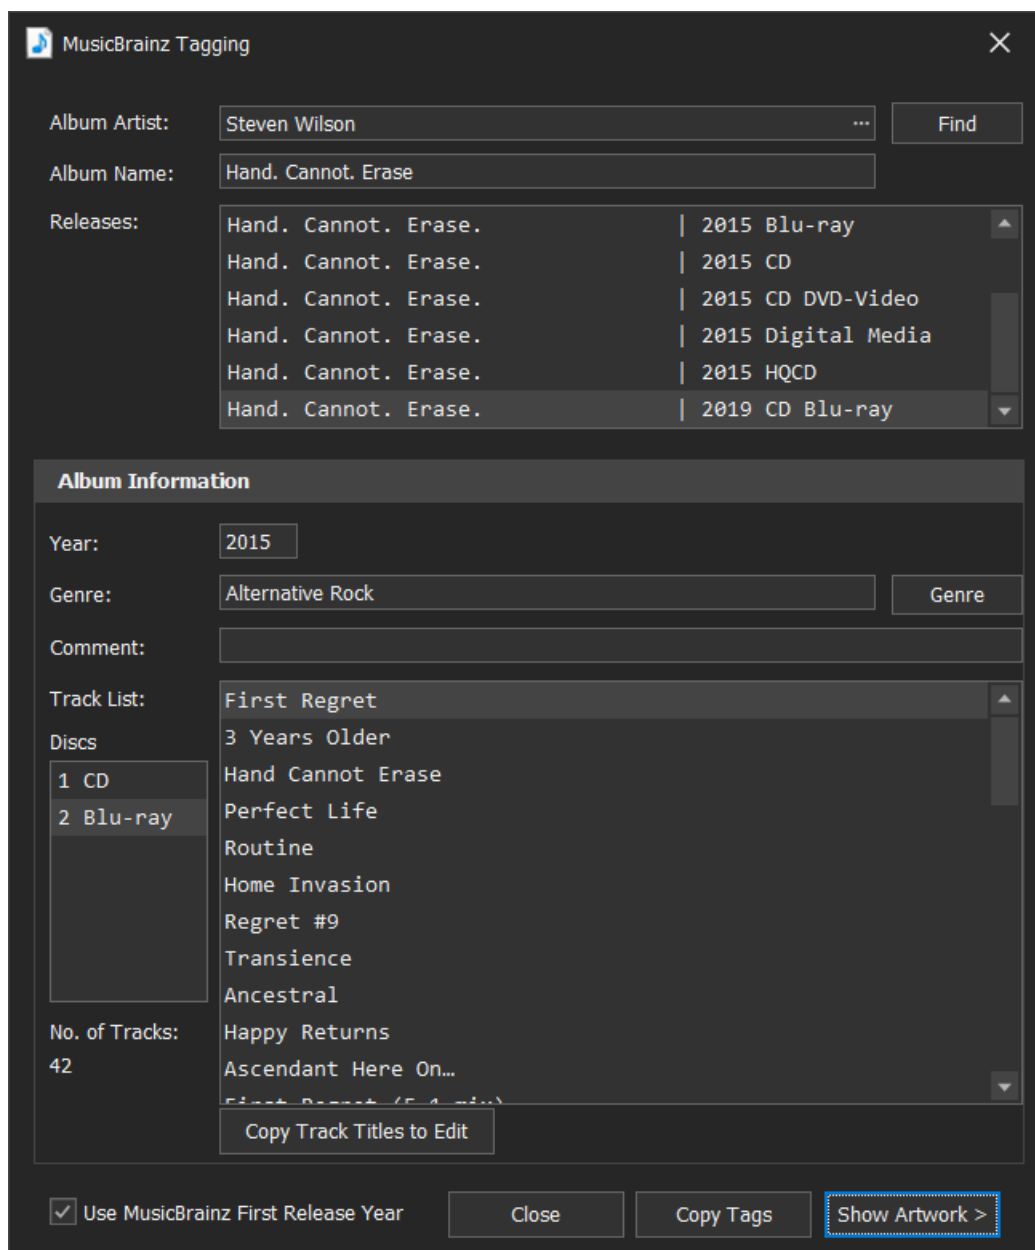 MusicBrainz Tagging
Album Artist: Steven Wilson ... Find
Album Name: Hand. Cannot. Erase
Releases:
Hand. Cannot. Erase. | 2015 Blu-ray
Hand. Cannot. Erase. | 2015 CD
Hand. Cannot. Erase. | 2015 CD DVD-Video
Hand. Cannot. Erase. | 2015 Digital Media
Hand. Cannot. Erase. | 2015 HQCD
Hand. Cannot. Erase. | 2019 CD Blu-ray
Album Information
Year: 2015
Genre: Alternative Rock Genre
Comment:
Track List:
Discs
1 CD
2 Blu-ray
No. of Tracks:
42
First Regret
3 Years Older
Hand Cannot Erase
Perfect Life
Routine
Home Invasion
Regret #9
Transience
Ancestral
Happy Returns
Ascendant Here On…
First Regret (5.1 mix)
Copy Track Titles to Edit
Use MusicBrainz First Release Year
Close
Copy Tags
Show Artwork >